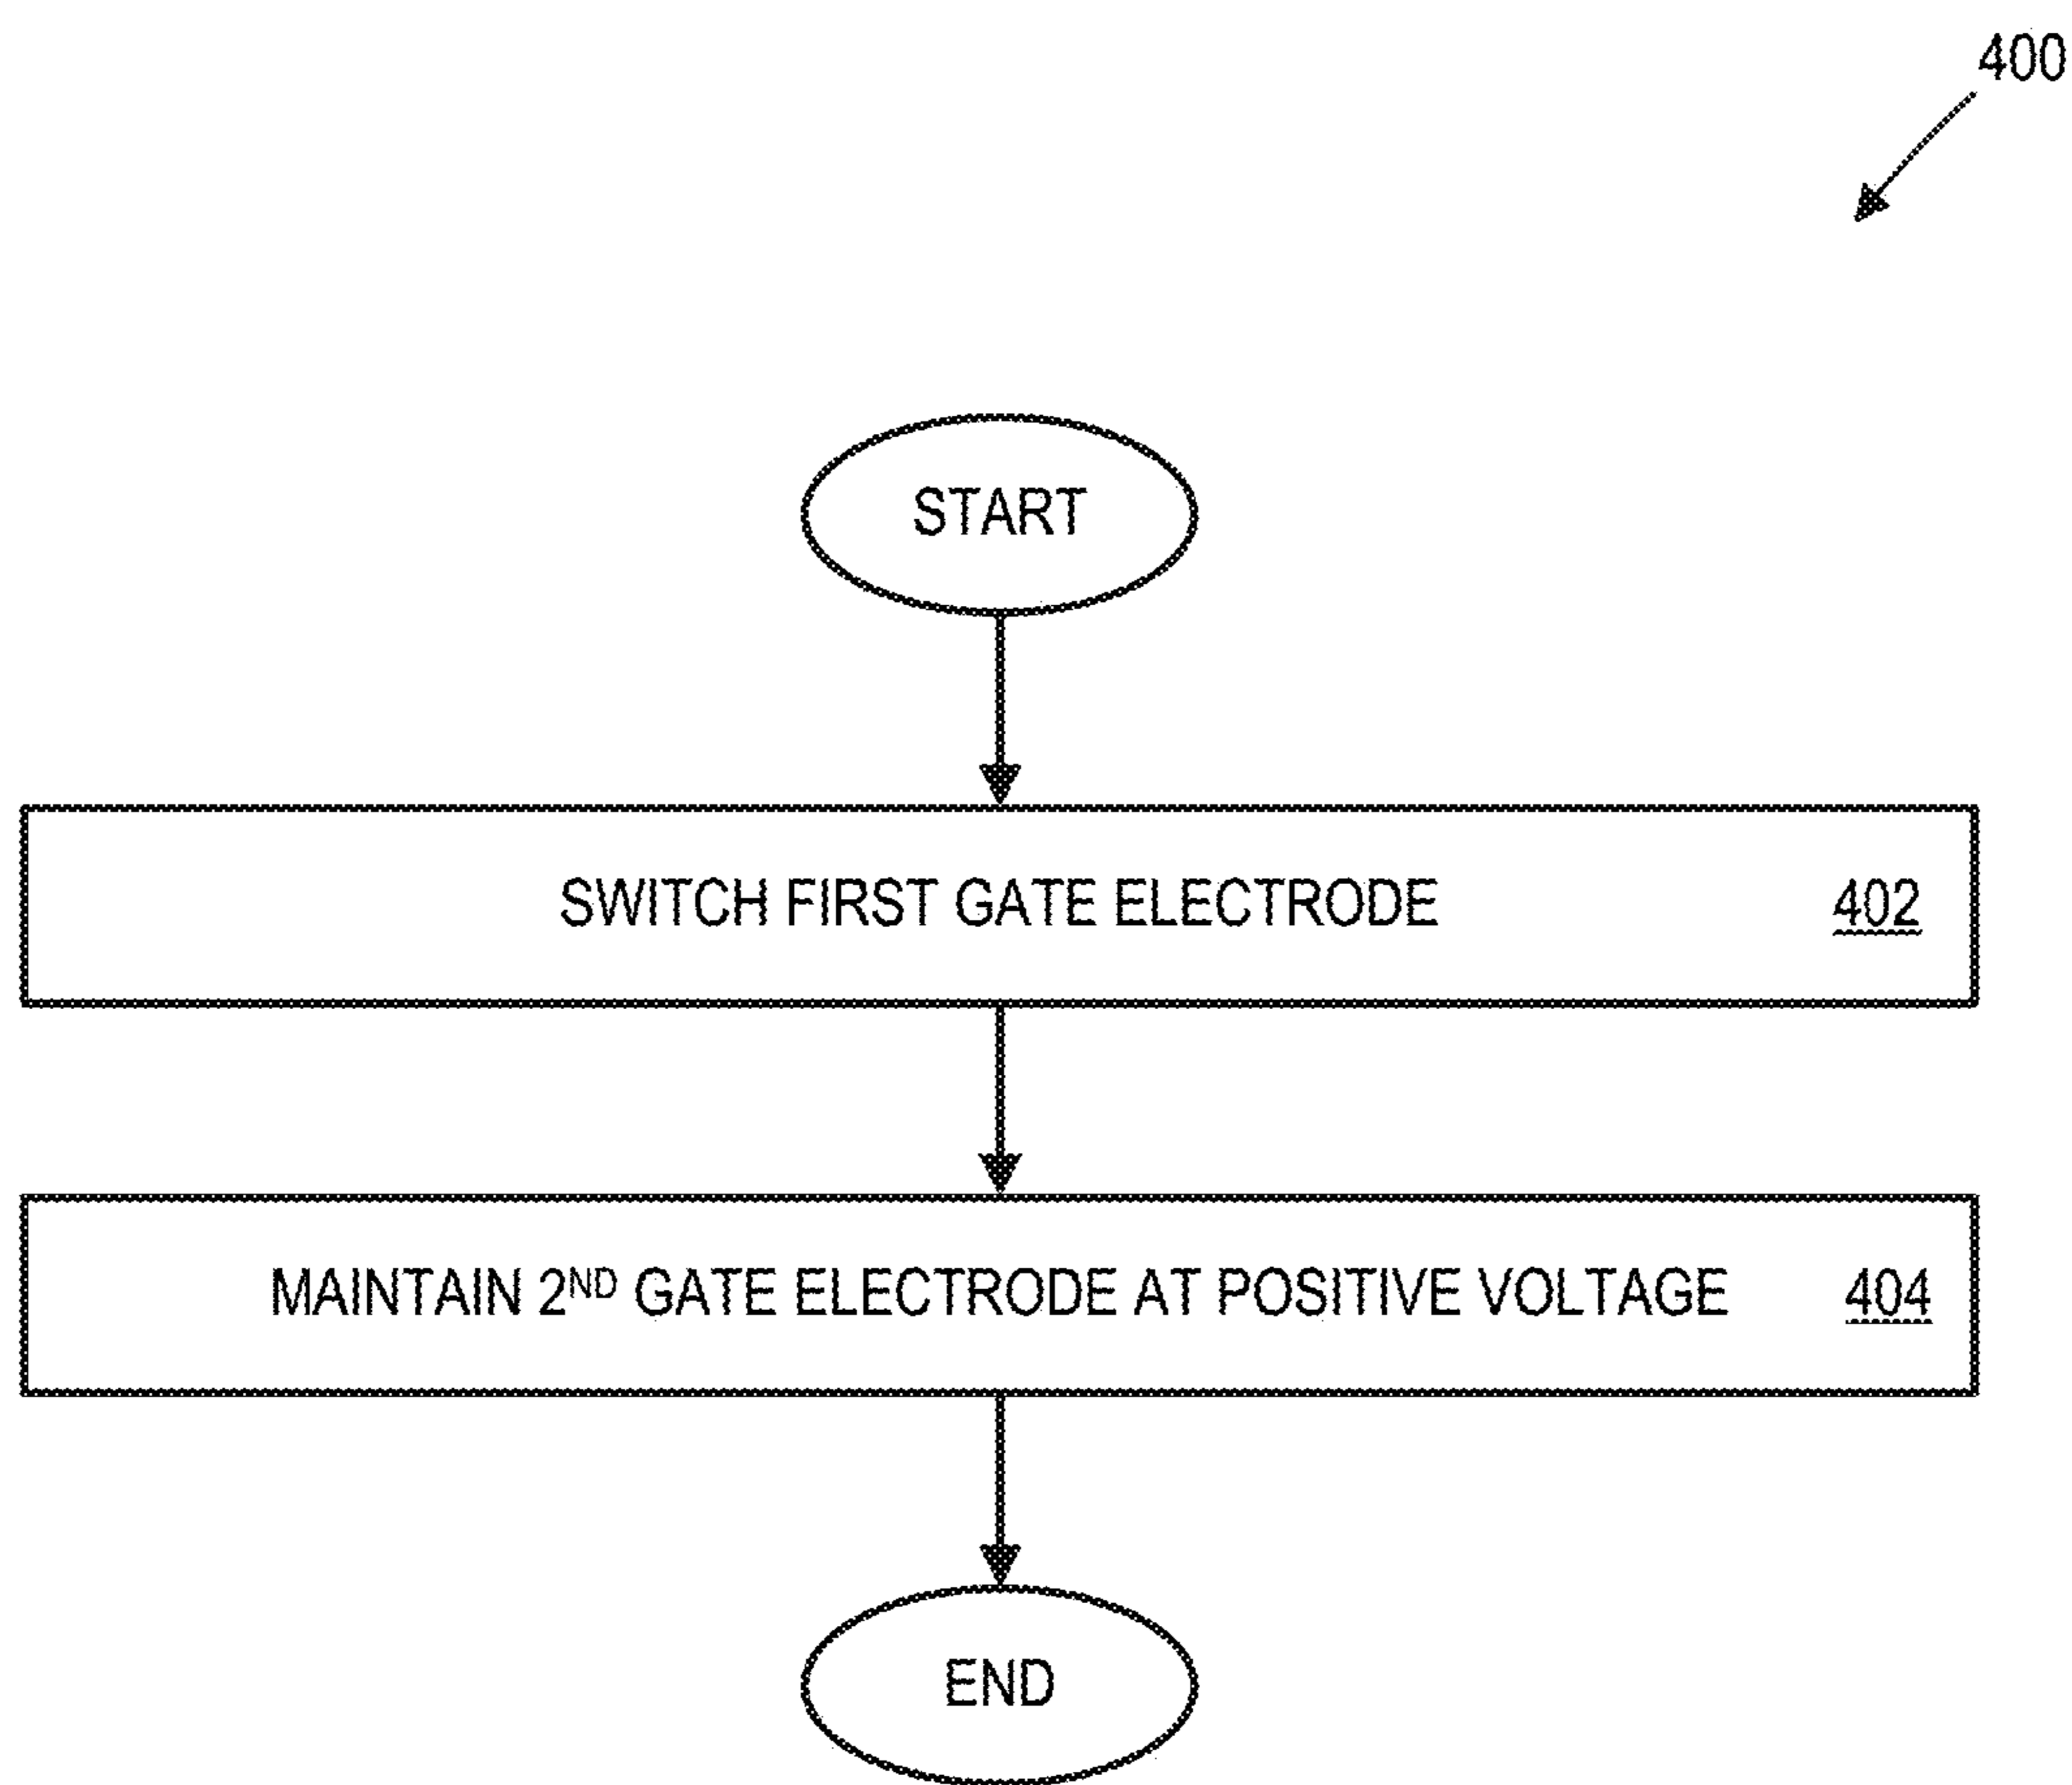 400
START
SWITCH FIRST GATE ELECTRODE 402
MAINTAIN 2ND GATE ELECTRODE AT POSITIVE VOLTAGE 404
END